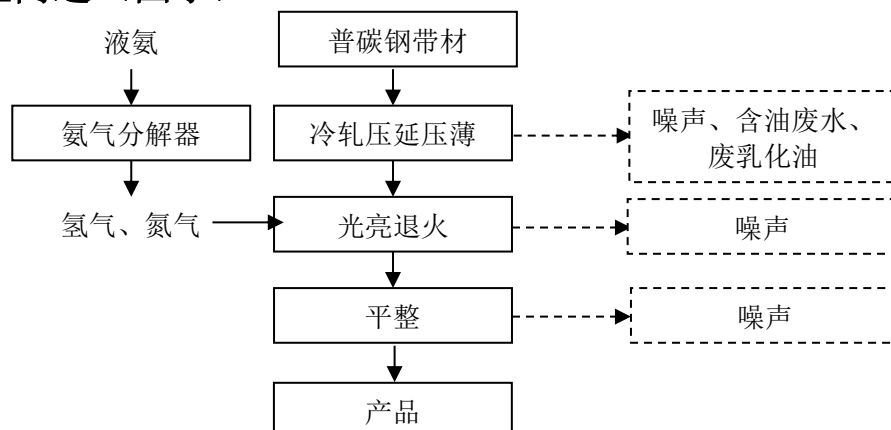 液氨
普碳钢带材
氨气分解器
冷轧压延压薄
噪声、含油废水、
废乳化油
氢气、氮气
光亮退火
噪声
平整
噪声
产品